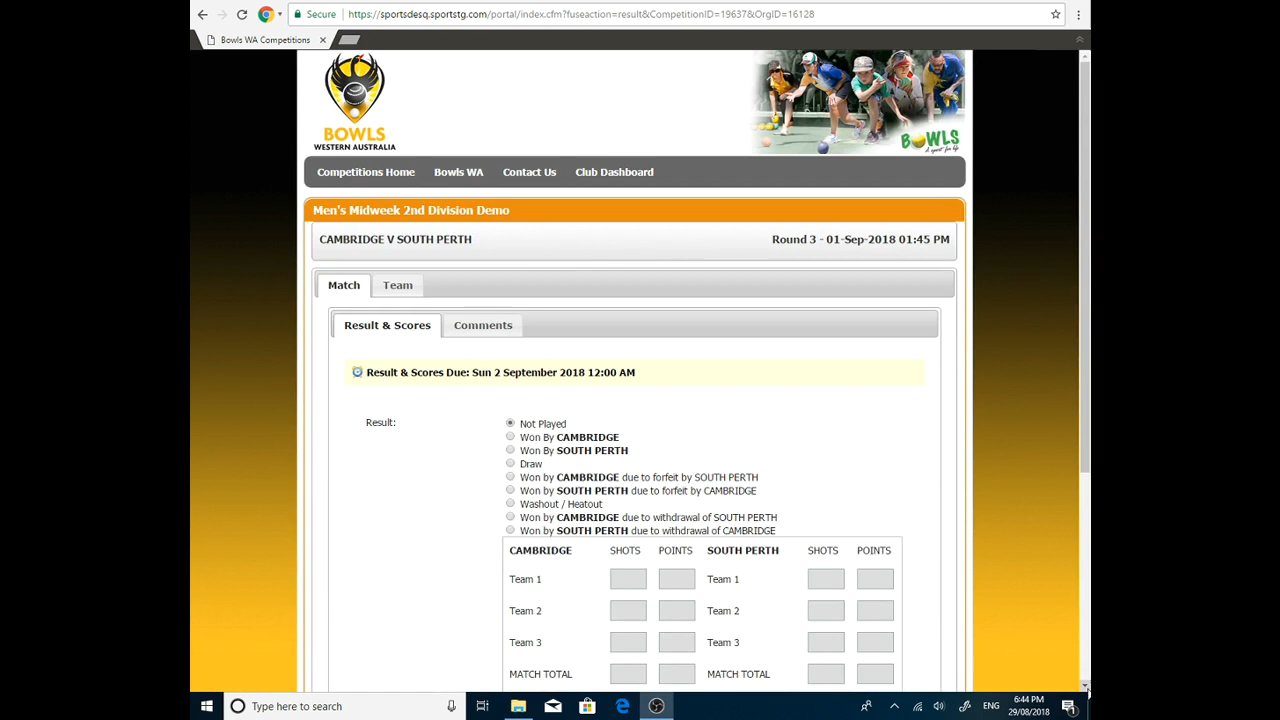 Secure https://sportsdesq.sportstg.com/portal/index.cfm?fuseaction=result&CompetitionID=19637&OrgID=16128
Bowls WA Competitions
BOWLS
WESTERN AUSTRALIA
BOWLS
A sport for life
Competitions Home Bowls WA Contact Us Club Dashboard
Men's Midweek 2nd Division Demo
CAMBRIDGE V SOUTH PERTH Round 3 - 01-Sep-2018 01:45 PM
Match Team
Result & Scores Comments
Result & Scores Due: Sun 2 September 2018 12:00 AM
Result: Not Played
Won By CAMBRIDGE
Won By SOUTH PERTH
Draw
Won by CAMBRIDGE due to forfeit by SOUTH PERTH
Won by SOUTH PERTH due to forfeit by CAMBRIDGE
Washout / Heatout
Won by CAMBRIDGE due to withdrawal of SOUTH PERTH
Won by SOUTH PERTH due to withdrawal of CAMBRIDGE
CAMBRIDGE SHOTS POINTS SOUTH PERTH SHOTS POINTS
Team 1 Team 1
Team 2 Team 2
Team 3 Team 3
MATCH TOTAL MATCH TOTAL
Type here to search ENG 6:44 PM
29/08/2018 1